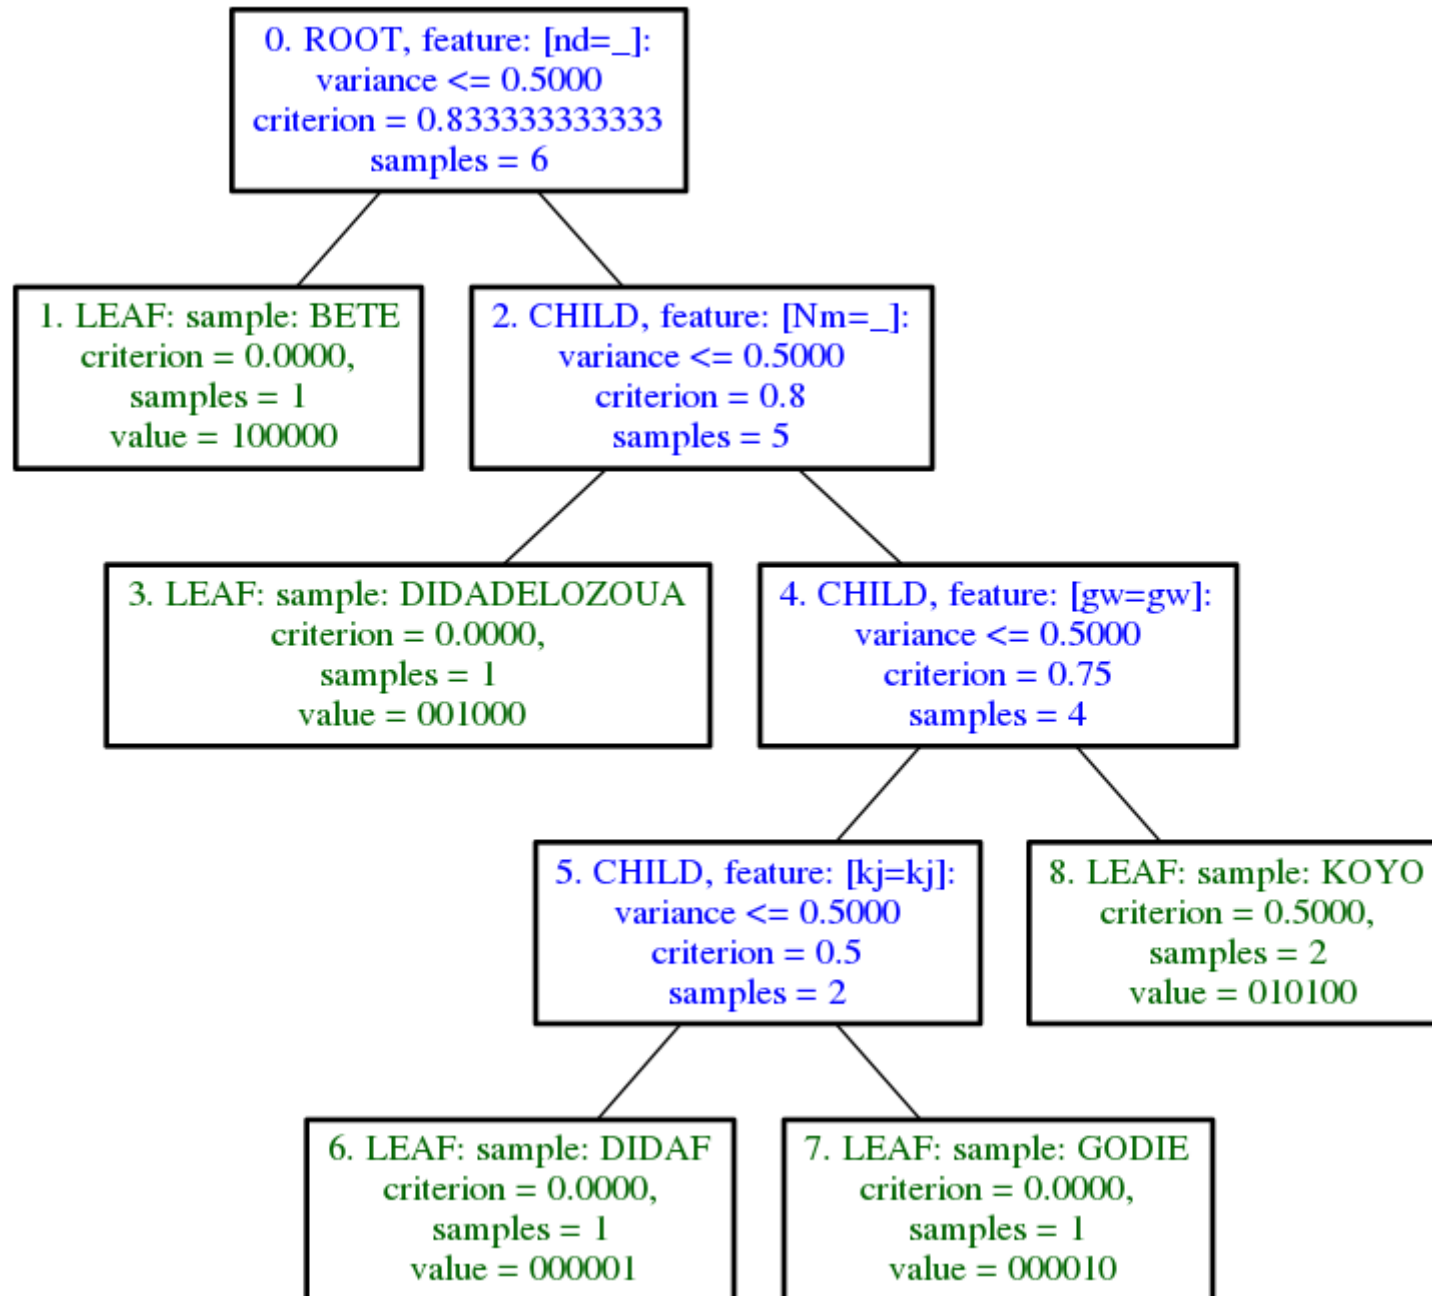 0. ROOT, feature: [nd=_]:
variance <= 0.5000
criterion = 0.833333333333
samples = 6
1. LEAF: sample: BETE
criterion = 0.0000,
samples = 1
value = 100000
2. CHILD, feature: [Nm=_]:
variance <= 0.5000
criterion = 0.8
samples = 5
3. LEAF: sample: DIDADELOZOUA
criterion = 0.0000,
samples = 1
value = 001000
4. CHILD, feature: [gw=gw]:
variance <= 0.5000
criterion = 0.75
samples = 4
5. CHILD, feature: [kj=kj]:
variance <= 0.5000
criterion = 0.5
samples = 2
8. LEAF: sample: KOYO
criterion = 0.5000,
samples = 2
value = 010100
6. LEAF: sample: DIDAF
criterion = 0.0000,
samples = 1
value = 000001
7. LEAF: sample: GODIE
criterion = 0.0000,
samples = 1
value = 000010